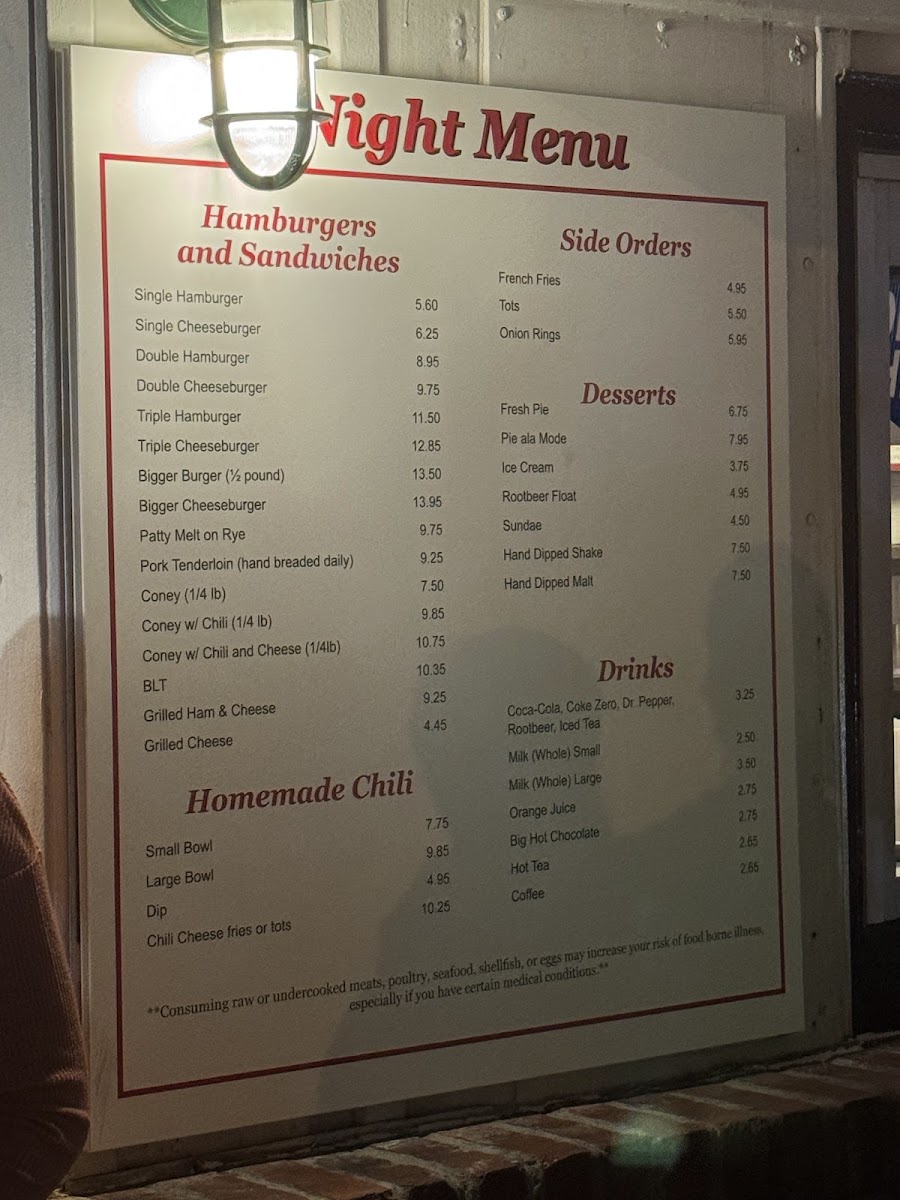 Night Menu
Hamburgers
and Sandwiches
Single Hamburger 5.60
Single Cheeseburger 6.25
Double Hamburger 8.95
Double Cheeseburger 9.75
Triple Hamburger 11.50
Triple Cheeseburger 12.85
Bigger Burger (½ pound) 13.50
Bigger Cheeseburger 13.95
Patty Melt on Rye 9.75
Pork Tenderloin (hand breaded daily) 9.25
Coney (1/4 lb) 7.50
Coney w/ Chili (1/4 lb) 9.85
Coney w/ Chili and Cheese (1/4lb) 10.75
BLT 10.35
Grilled Ham & Cheese 9.25
Grilled Cheese 4.45
Homemade Chili
Small Bowl 7.75
Large Bowl 9.85
Dip 4.95
Chili Cheese fries or tots 10.25
Side Orders
French Fries 4.95
Tots 5.50
Onion Rings 5.95
Desserts
Fresh Pie 6.75
Pie ala Mode 7.95
Ice Cream 3.75
Rootbeer Float 4.95
Sundae 4.50
Hand Dipped Shake 7.50
Hand Dipped Malt 7.50
Drinks
Coca-Cola, Coke Zero, Dr. Pepper, 3.25
Rootbeer, Iced Tea
Milk (Whole) Small 2.50
Milk (Whole) Large 3.50
Orange Juice 2.75
Big Hot Chocolate 2.75
Hot Tea 2.65
Coffee 2.65
**Consuming raw or undercooked meats, poultry, seafood, shellfish, or eggs may increase your risk of food borne illness,
especially if you have certain medical conditions.**